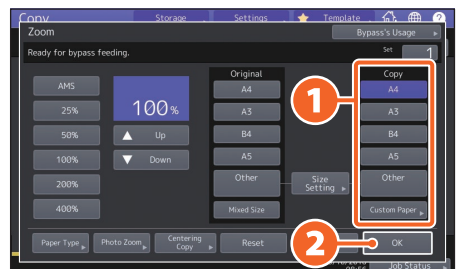 Copy Storage Settings Template ?
Zoom Bypass's Usage
Ready for bypass feeding. Set 1
Original Copy
AMS A4 A4
25% 100% A3 A3
50% Up B4 B4
100% Down A5 A5
200% Other Size Setting Other
400% Mixed Size Custom Paper
1
Paper Type Photo Zoom Centering Copy Reset 2 OK
Job Status